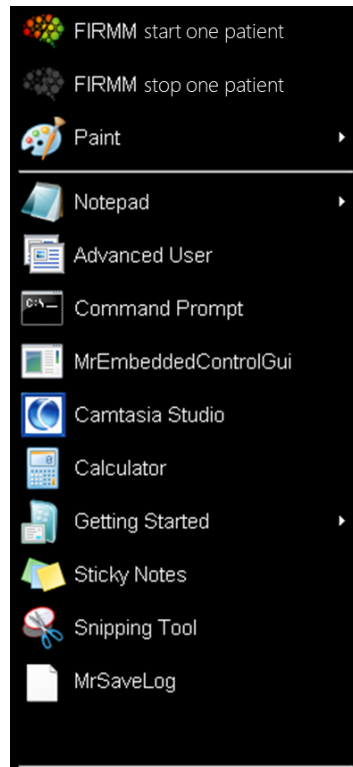 FIRMM start one patient
FIRMM stop one patient
Paint
Notepad
Advanced User
C:\
Command Prompt
MrEmbeddedControlGui
Camtasia Studio
Calculator
Getting Started
Sticky Notes
Snipping Tool
MrSaveLog